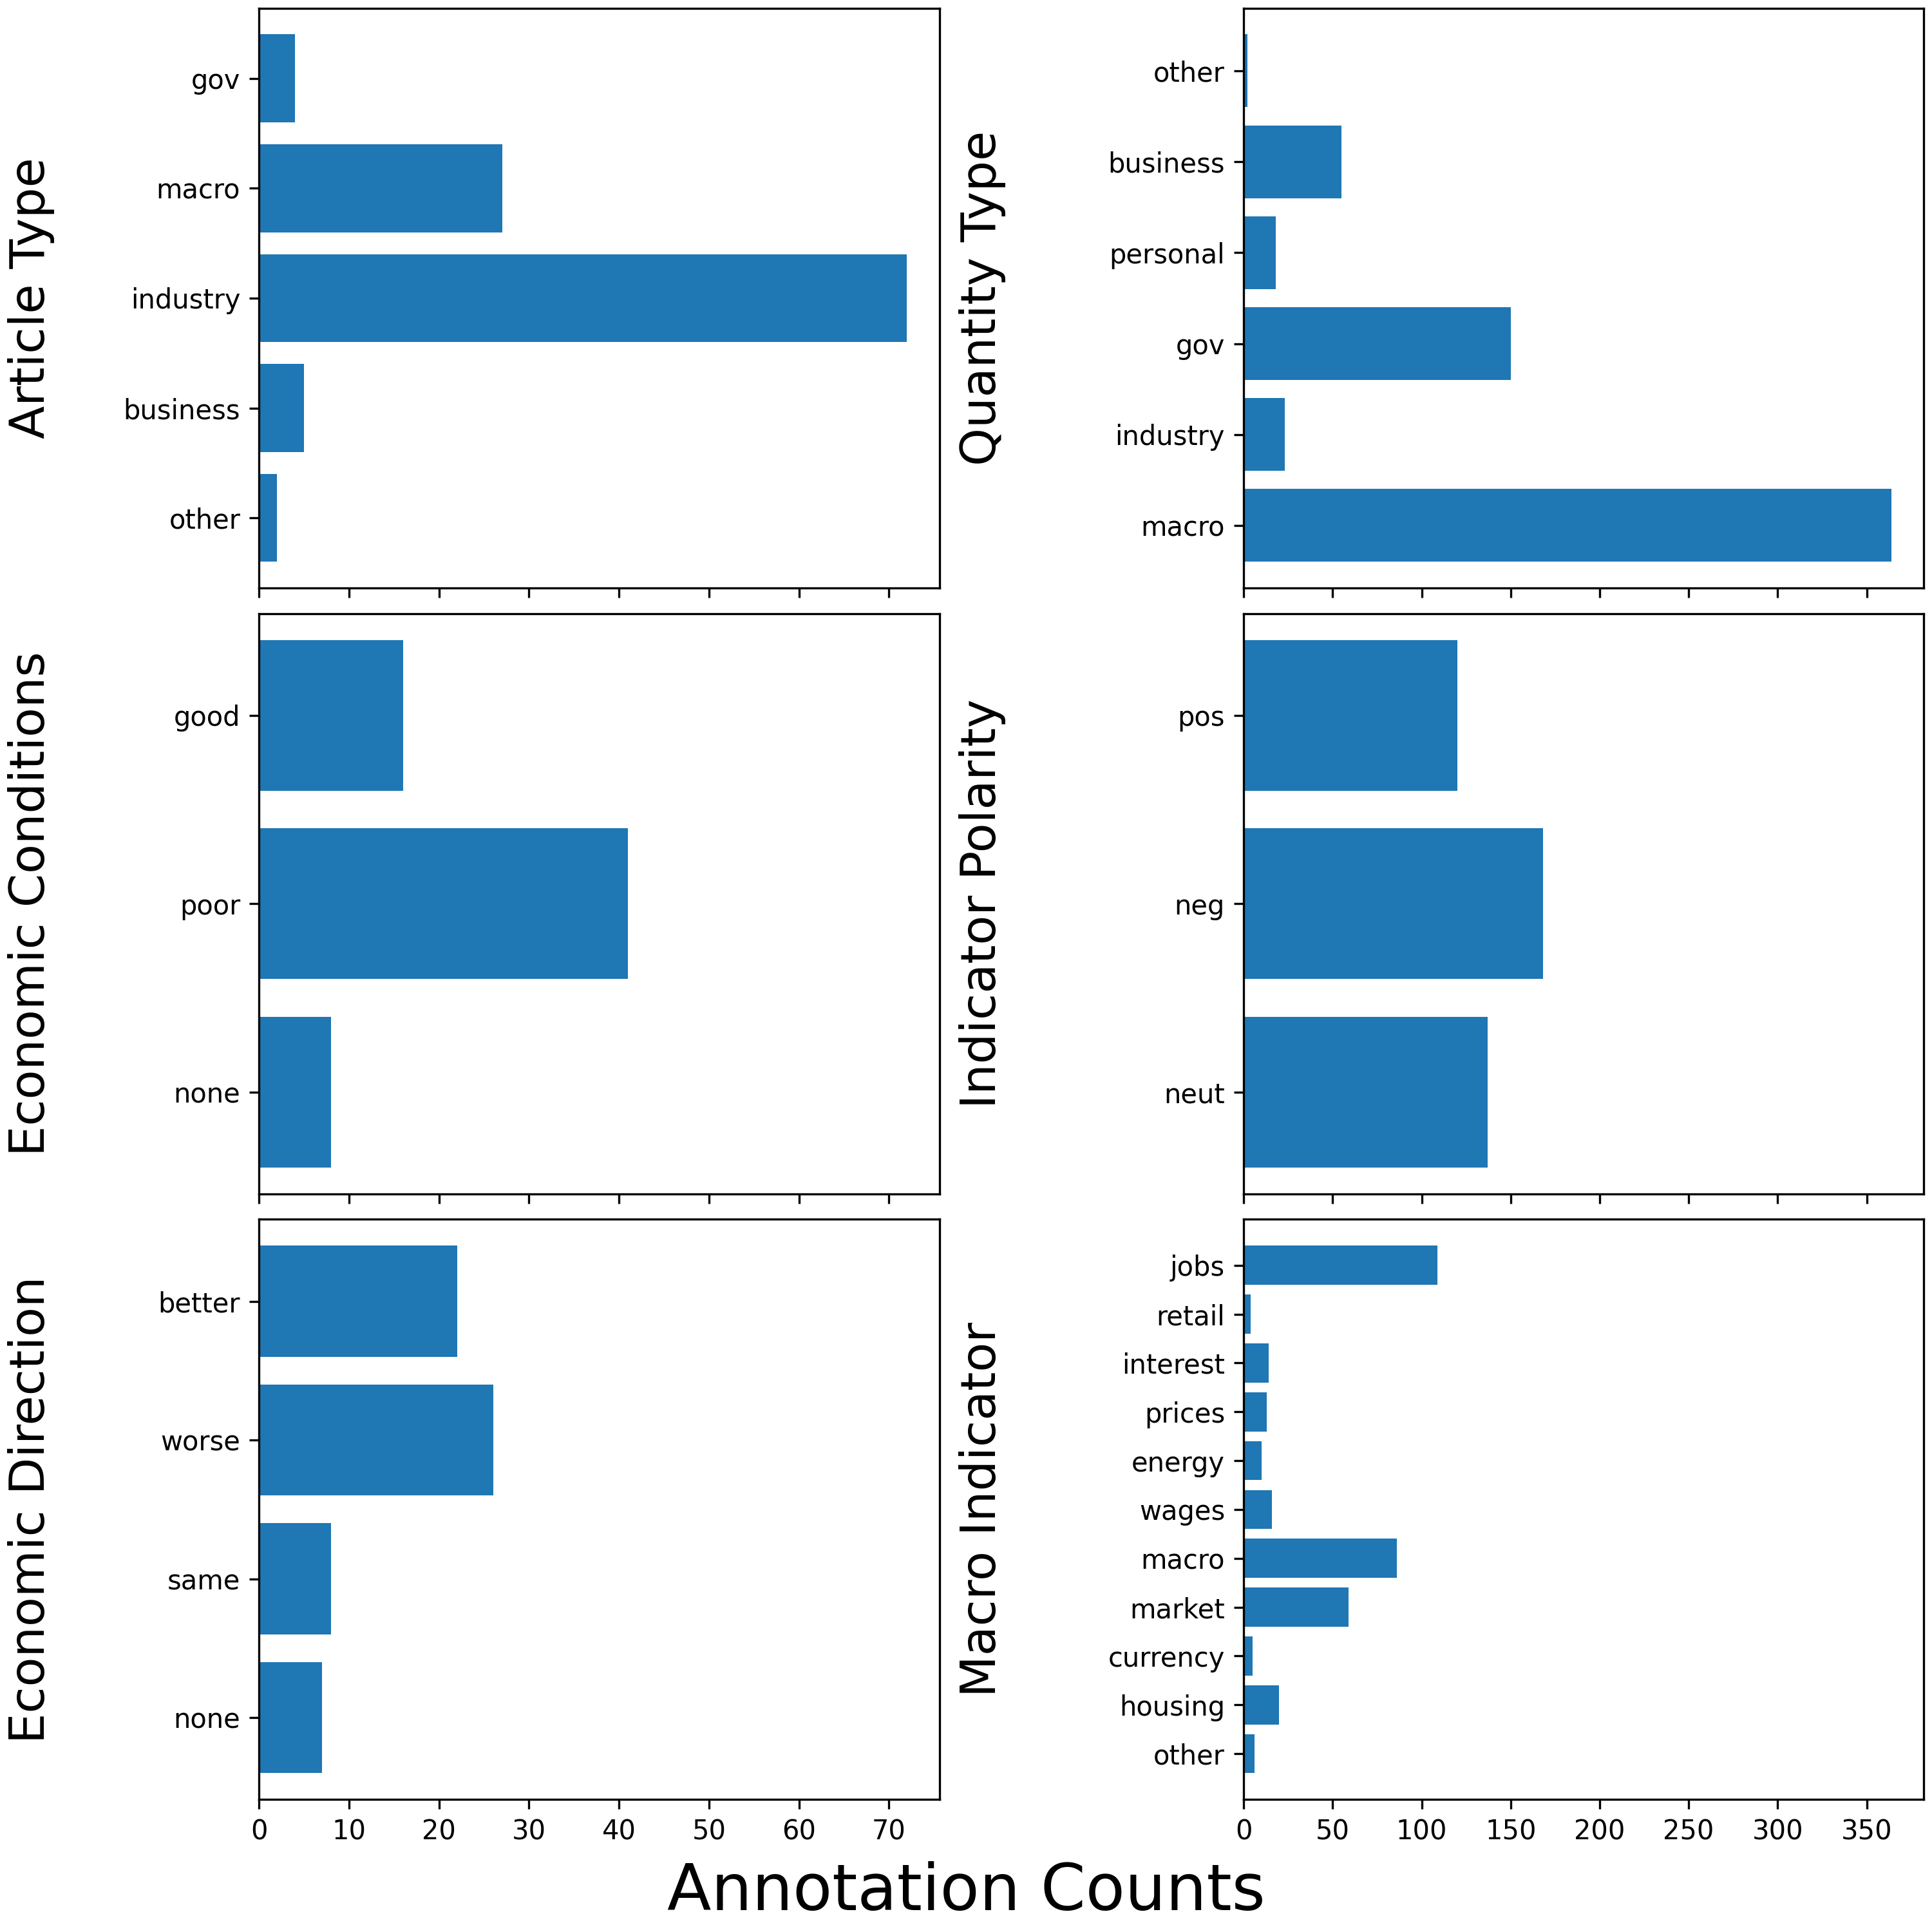 Article Type
gov
macro
industry
business
other
Quantity Type
other
business
personal
gov
industry
macro
Economic Conditions
good
poor
none
Indicator Polarity
pos
neg
neut
Economic Direction
better
worse
same
none
0 10 20 30 40 50 60 70
Macro Indicator
jobs
retail
interest
prices
energy
wages
macro
market
currency
housing
other
0 50 100 150 200 250 300 350
Annotation Counts